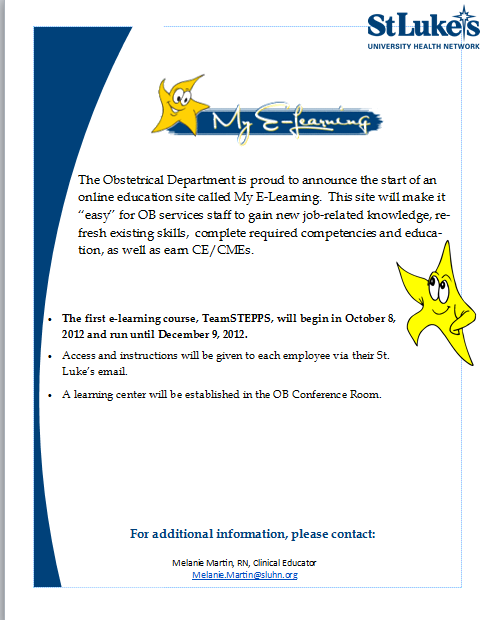 StLuke's
UNIVERSITY HEALTH NETWORK
My E-Learning
The Obstetrical Department is proud to announce the start of an
online education site called My E-Learning.  This site will make it
“easy” for OB services staff to gain new job-related knowledge, re-
fresh existing skills,  complete required competencies and educa-
tion, as well as earn CE/CMEs.
• The first e-learning course, TeamSTEPPS, will begin in October 8,
2012 and run until December 9, 2012.
• Access and instructions will be given to each employee via their St.
Luke’s email.
• A learning center will be established in the OB Conference Room.
For additional information, please contact:
Melanie Martin, RN, Clinical Educator
Melanie.Martin@sluhn.org